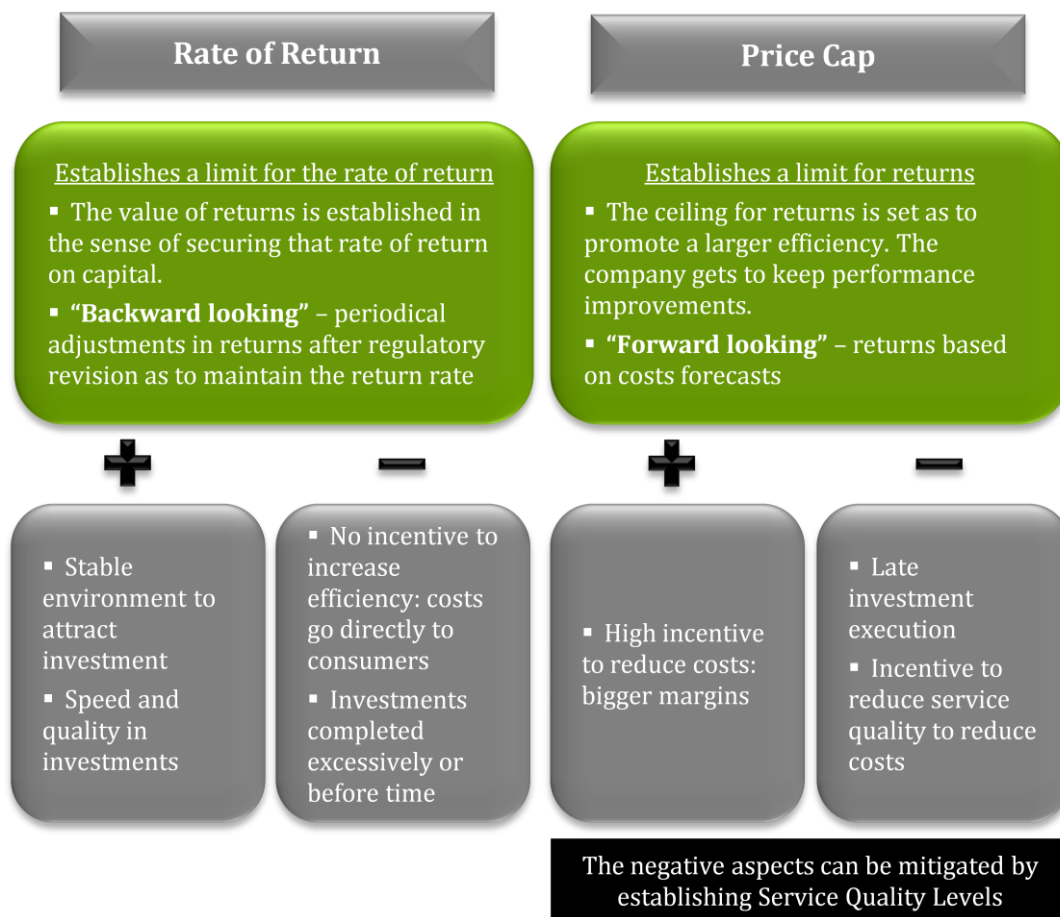 Rate of Return
Establishes a limit for the rate of return
▪ The value of returns is established in
the sense of securing that rate of return
on capital.
▪ “Backward looking” – periodical
adjustments in returns after regulatory
revision as to maintain the return rate
+
−
▪ Stable
environment to
attract
investment
▪ Speed and
quality in
investments
▪ No incentive to
increase
efficiency: costs
go directly to
consumers
▪ Investments
completed
excessively or
before time
Price Cap
Establishes a limit for returns
▪ The ceiling for returns is set as to
promote a larger efficiency. The
company gets to keep performance
improvements.
▪ “Forward looking” – returns based
on costs forecasts
+
−
▪ High incentive
to reduce costs:
bigger margins
▪ Late
investment
execution
▪ Incentive to
reduce service
quality to reduce
costs
The negative aspects can be mitigated by
establishing Service Quality Levels